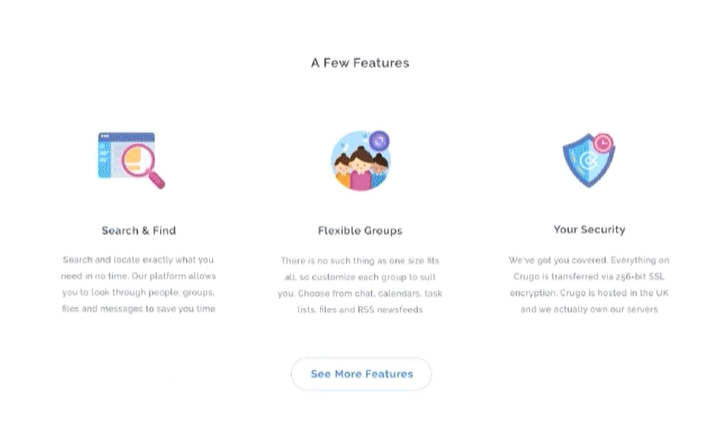 A Few Features
Search & Find
Search and locate exactly what you
need in no time. Our platform allows
you to look through people, groups,
files and messages to save you time
Flexible Groups
There is no such thing as one size fits
all, so customize each group to suit
you. Choose from chat, calendars, task
lists, files and RSS newsfeeds
Your Security
We've got you covered. Everything on
Crugo is transferred via 256-bit SSL
encryption. Crugo is hosted in the UK
and we actually own our servers
See More Features